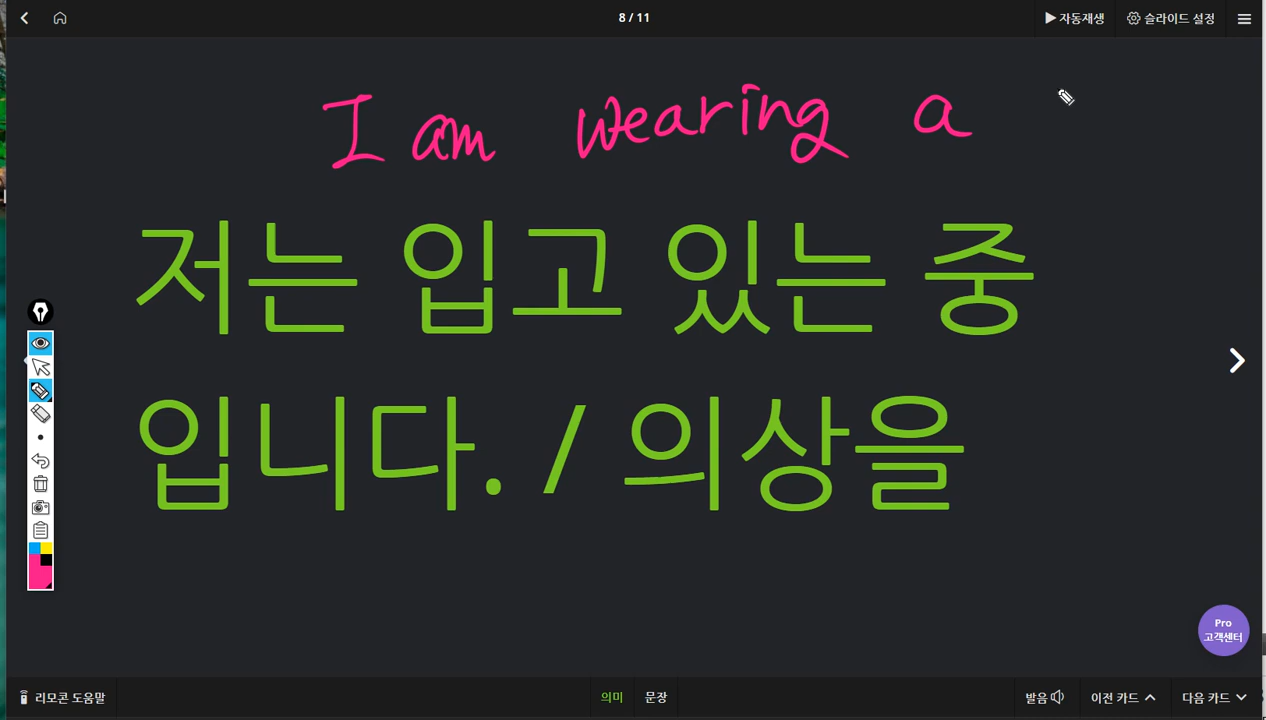 8 / 11
자동재생
슬라이드 설정
I am wearing a
저는 입고 있는 중
입니다. / 의상을
Pro
고객센터
리모콘 도움말
의미
문장
발음
이전 카드
다음 카드